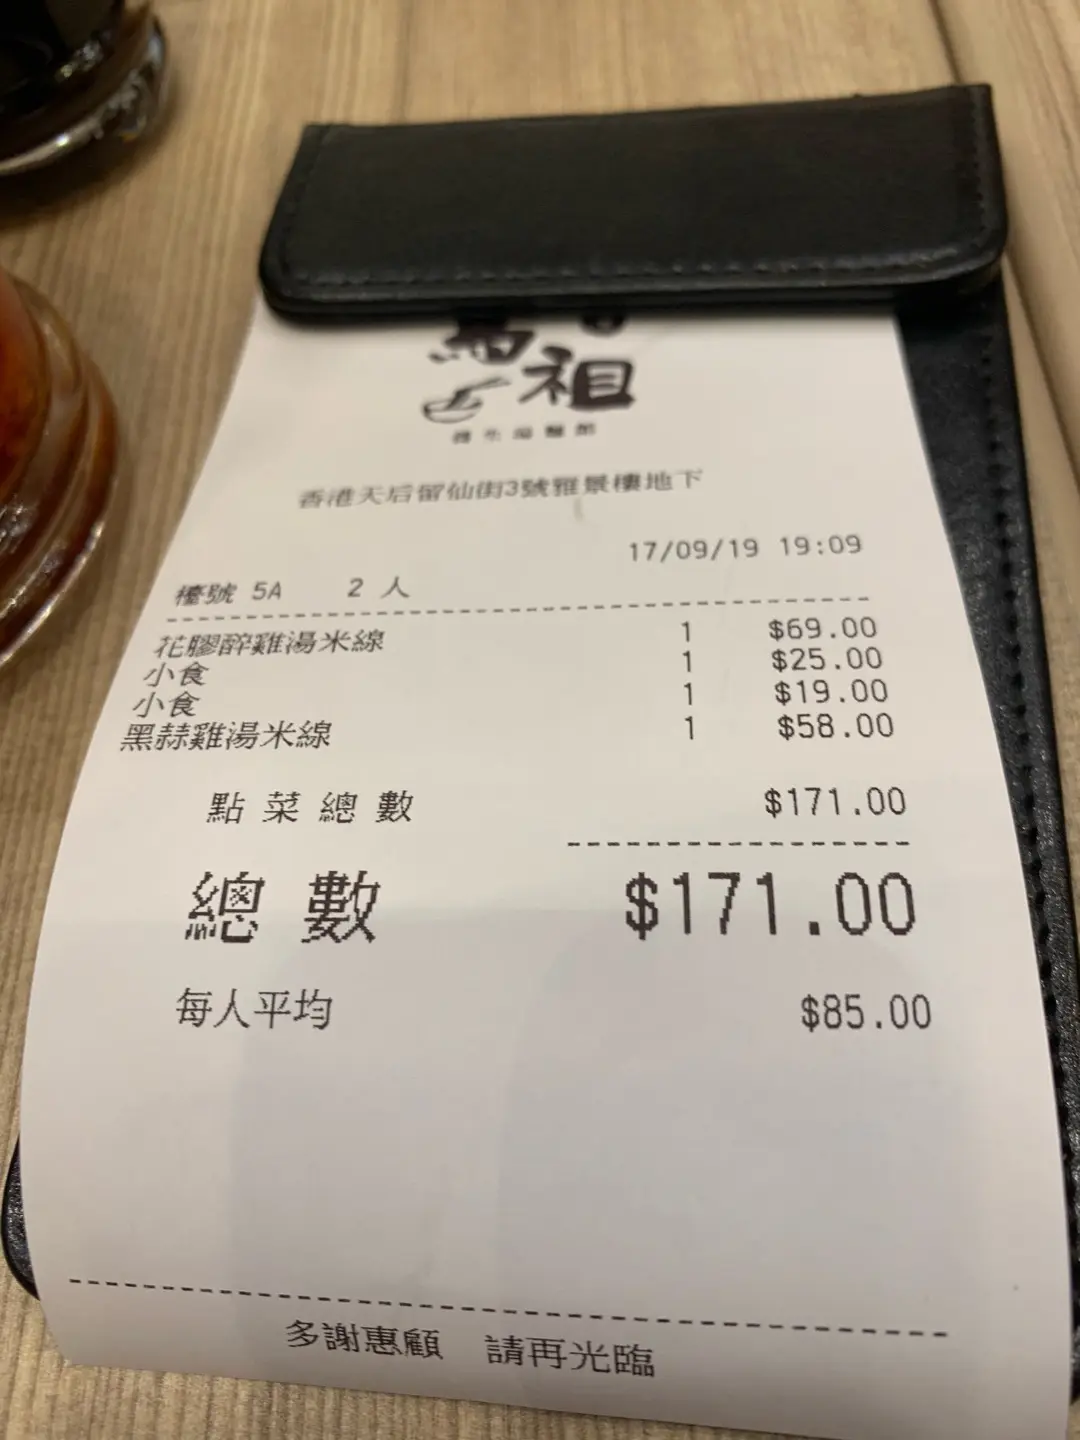 祖
香港天后留仙街3號雅景樓地下
17/09/19 19:09
檯號 5A 2 人
花膠醉雞湯米線 1 $69.00
小食 1 $25.00
小食 1 $19.00
黑蒜雞湯米線 1 $58.00
點菜總數 $171.00
總數 $171.00
每人平均 $85.00
多謝惠顧 請再光臨